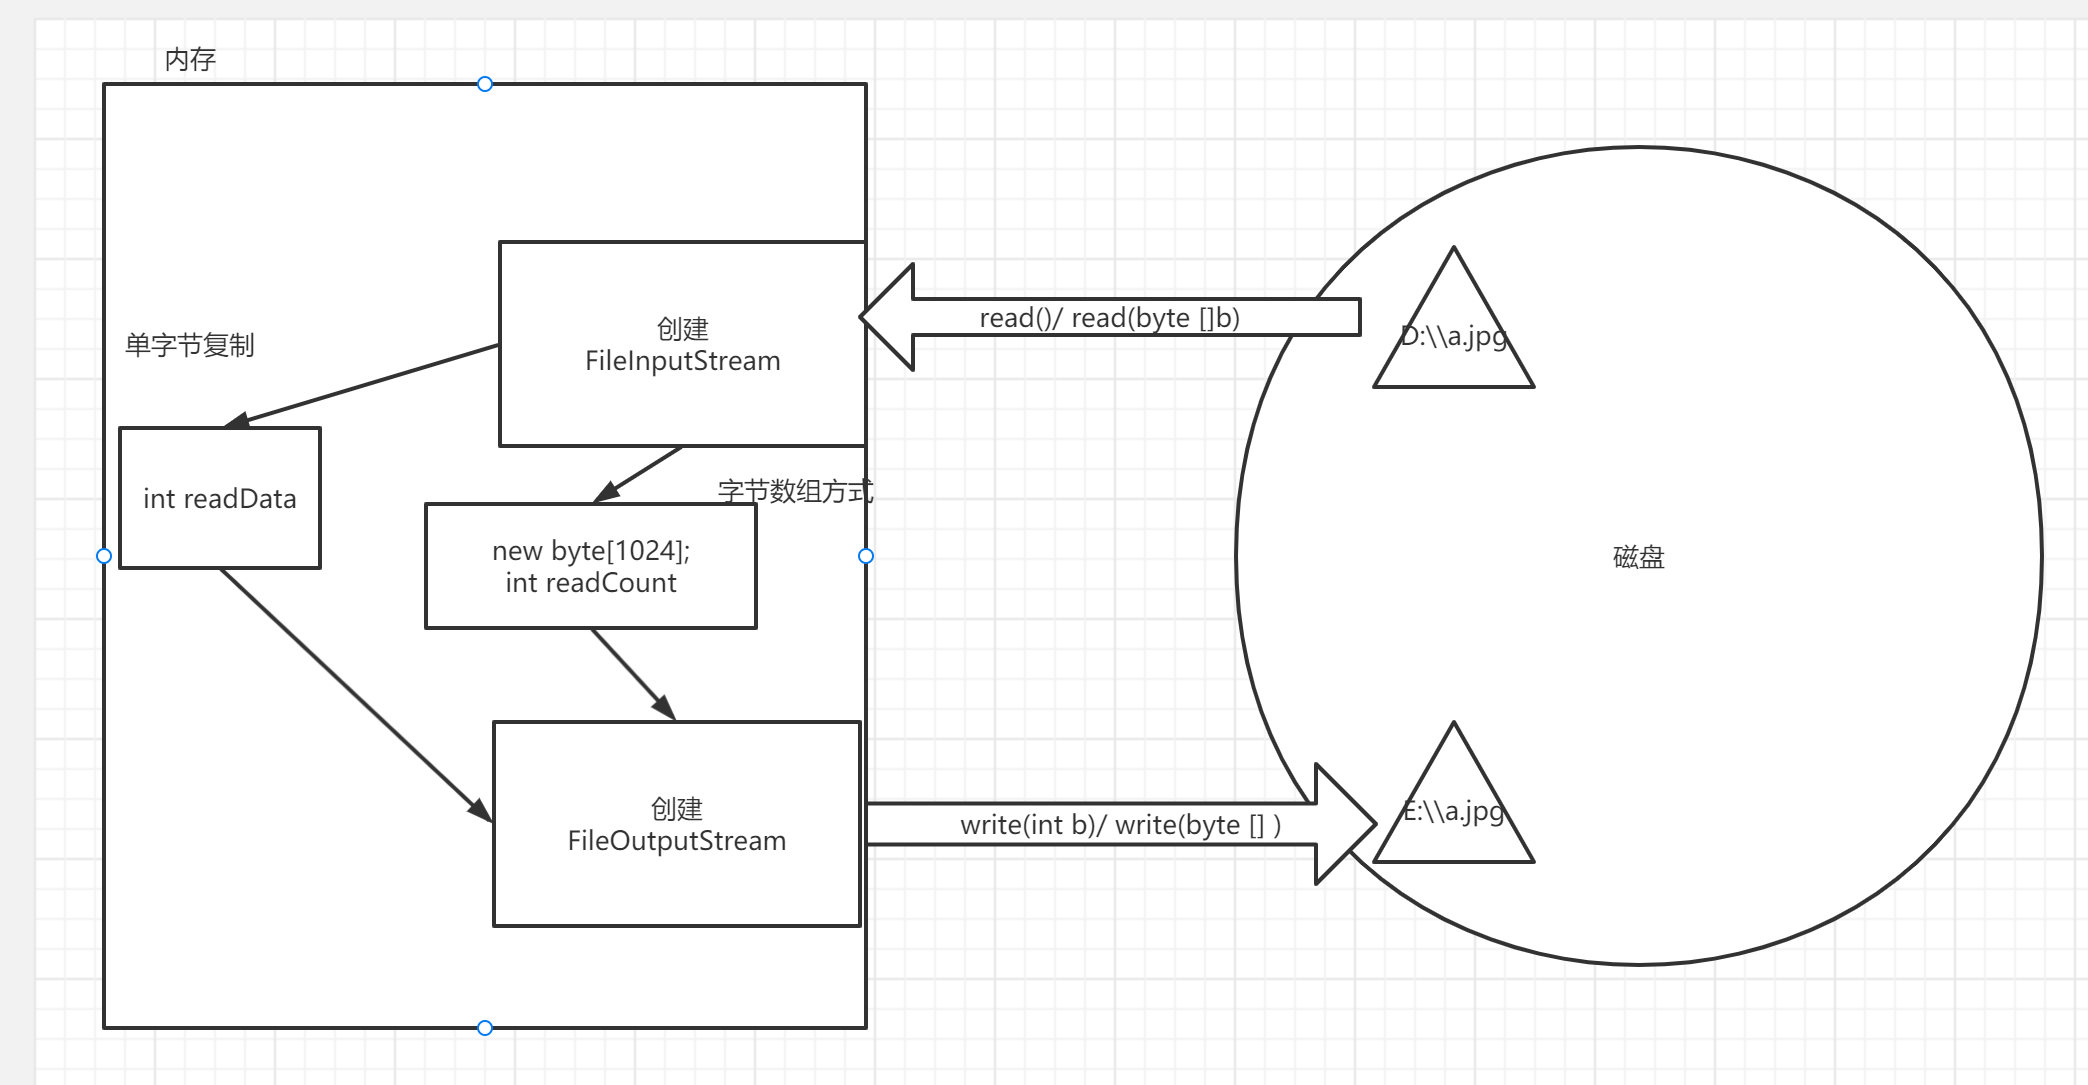 内存
创建
FileInputStream
read()/ read(byte []b)
D:\\a.jpg
单字节复制
int readData
字节数组方式
new byte[1024];
int readCount
磁盘
创建
FileOutputStream
write(int b)/ write(byte [] )
E:\\a.jpg